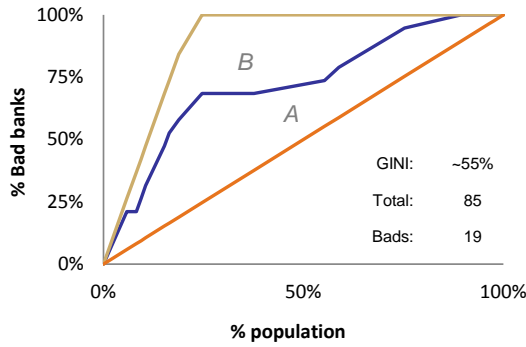 100%
B
75%
A
50%
GINI: ~55%
25%
Total: 85
Bads: 19
0%
0% 50% 100%
% Bad banks
% population